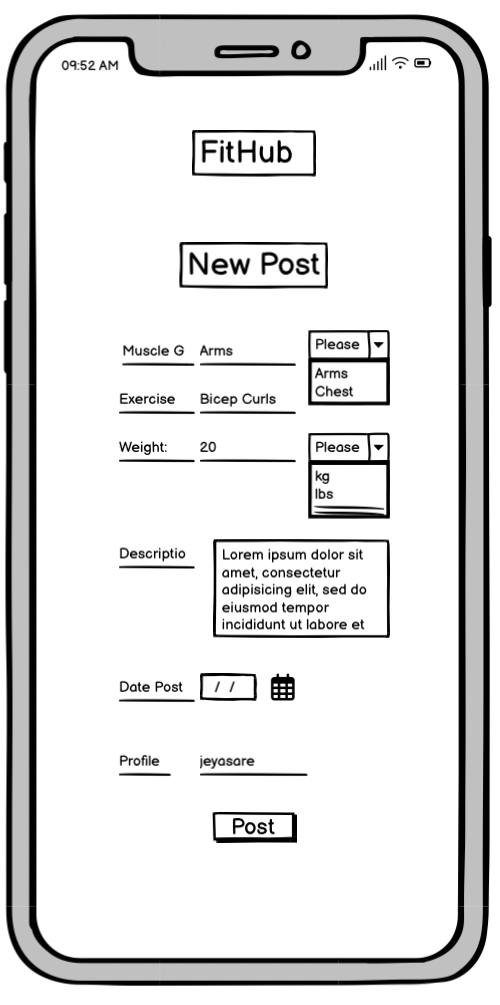 09:52 AM
FitHub
New Post
Muscle G Arms Please
Arms
Chest
Exercise Bicep Curls
Weight: 20 Please
kg
lbs
Descriptio
Lorem ipsum dolor sit
amet, consectetur
adipisicing elit, sed do
eiusmod tempor
incididunt ut labore et
Date Post / /
Profile jeyasare
Post